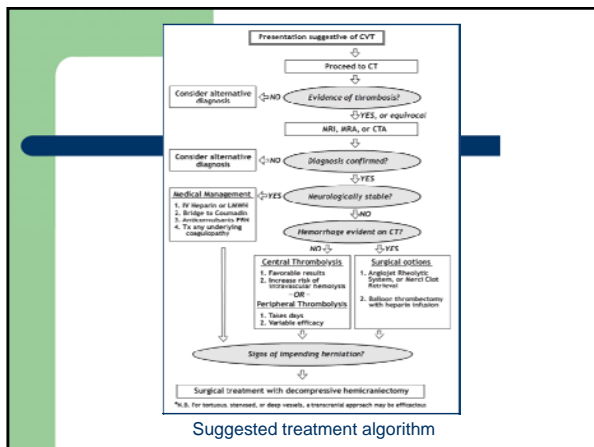 Presentation suggestive of CVT
Proceed to CT
Consider alternative
diagnosis
NO
Evidence of thrombosis?
YES, or equivocal
MRI, MRA, or CTA
Consider alternative
diagnosis
NO
Diagnosis confirmed?
YES
Medical Management
1. IV Heparin or LMWH
2. Bridge to Coumadin
3. Anticonvulsants PRN
4. Tx any underlying
coagulopathy
YES
Neurologically stable?
NO
Hemorrhage evident on CT?
NO
YES
Central Thrombolysis
1. Favorable results
2. Increase risk of
intravascular hemolysis
—OR—
Peripheral Thrombolysis
1. Takes days
2. Variable efficacy
Surgical options
1. Angiojet Rheolytic
System, or Merci Clot
Retrieval
2. Balloon thrombectomy
with heparin infusion
Signs of impending herniation?
Surgical treatment with decompressive hemicraniectomy
*N.B. For tortuous, stenosed, or deep vessels, a transcranial approach may be efficacious
Suggested treatment algorithm